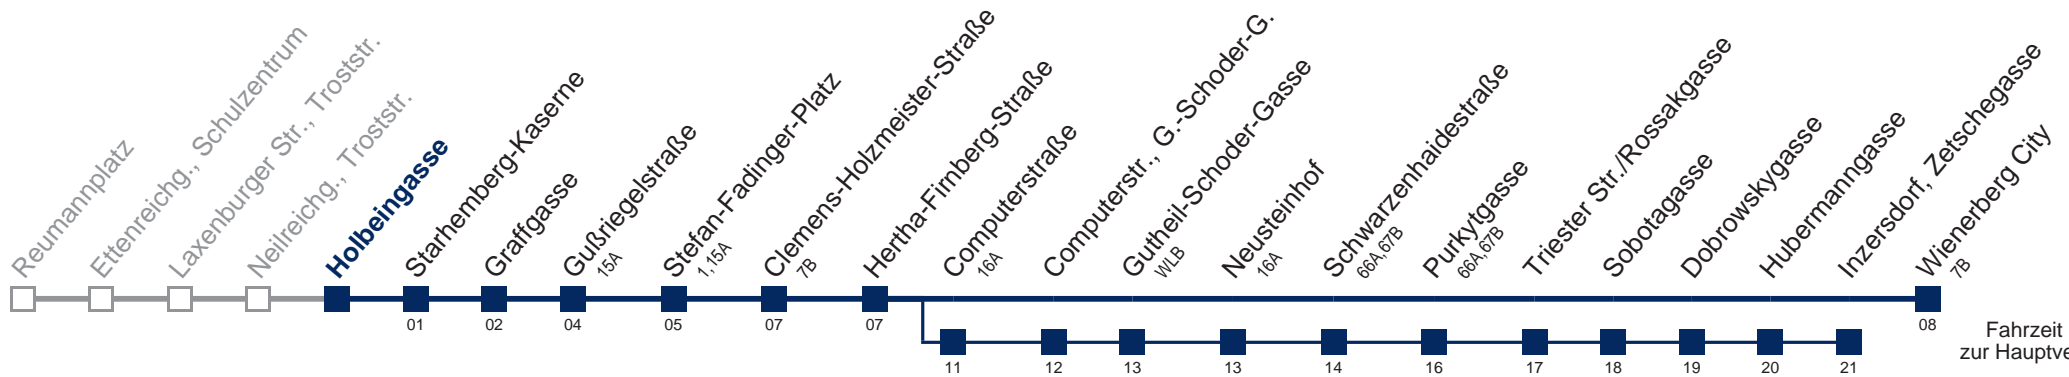 Reumannplatz
Ettenreichg., Schulzentrum
Laxenburger Str., Troststr.
Neilreichg., Troststr.
Holbeingasse
Starhemberg-Kaserne
Graffgasse
Gußriegelstraße
15A
Stefan-Fadinger-Platz
1,15A
Clemens-Holzmeister-Straße
7B
Hertha-Firnberg-Straße
Computerstraße
16A
Computerstr., G.-Schoder-G.
Gutheil-Schoder-Gasse
WLB
Neusteinhof
16A
Schwarzenhaidestraße
66A,67B
Purkytgasse
66A,67B
Triester Str./Rossakgasse
Sobotagasse
Dobrowskygasse
Hubermanngasse
Inzersdorf, Zetschegasse
Wienerberg City
7B
01 02 04 05 07 07 08
11 12 13 13 14 16 17 18 19 20 21
Fahrzeit
zur Hauptve